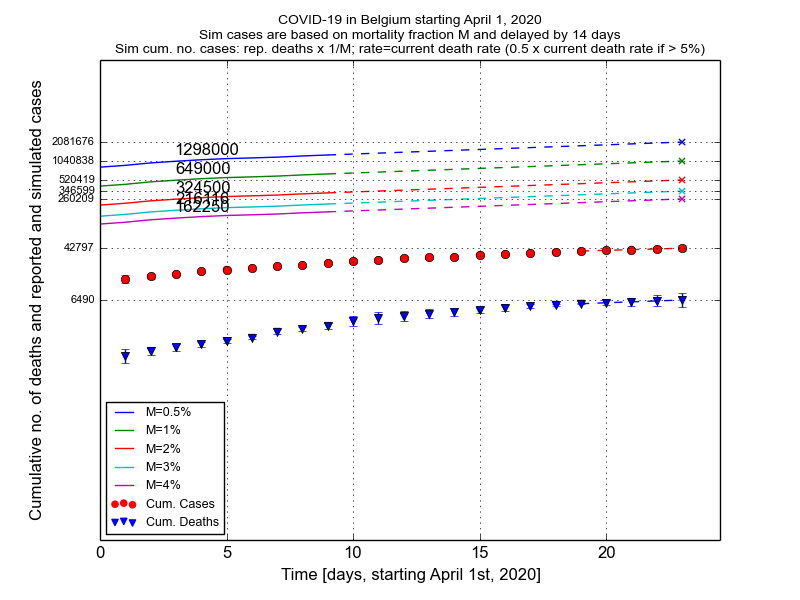 COVID-19 in Belgium starting April 1, 2020
Sim cases are based on mortality fraction M and delayed by 14 days
Sim cum. no. cases: rep. deaths x 1/M; rate=current death rate (0.5 x current death rate if > 5%)
Cumulative no. of deaths and reported and simulated cases
2081676
1040838
520419
346599
260209
42797
6490
1298000
649000
324500
216116
162250
M=0.5%
M=1%
M=2%
M=3%
M=4%
Cum. Cases
Cum. Deaths
0 5 10 15 20
Time [days, starting April 1st, 2020]